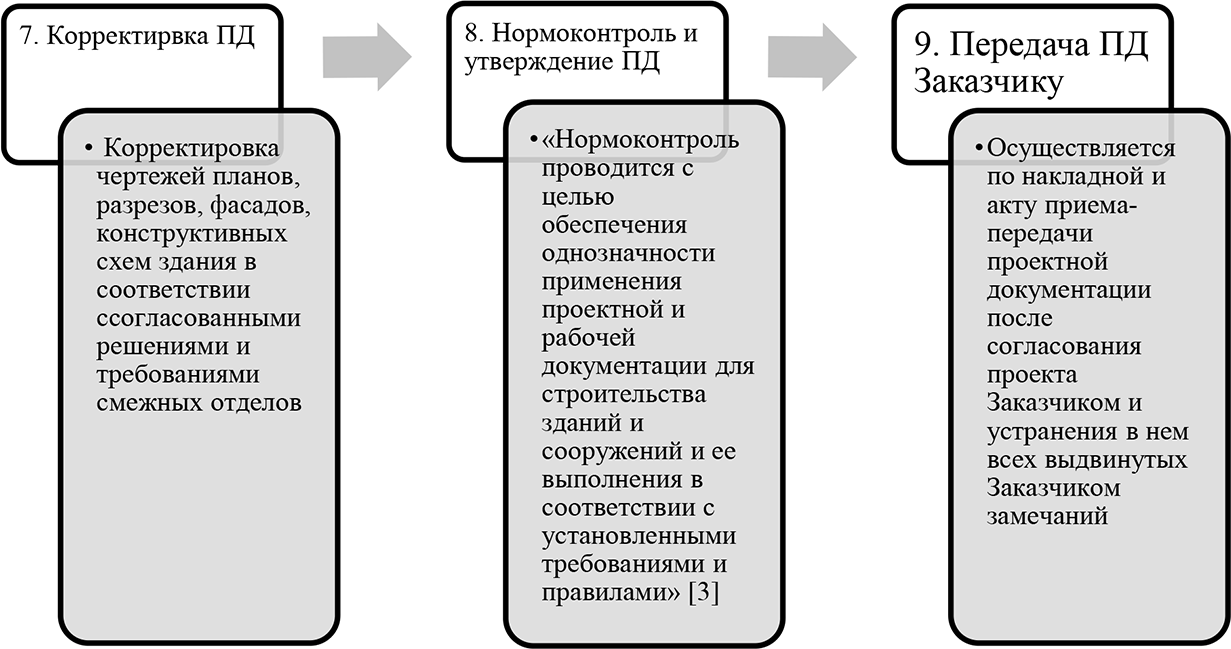 7. Корректирвка ПД
• Корректировка
чертежей планов,
разрезов, фасадов,
конструктивных
схем здания в
соответствии
ссогласованными
решениями и
требованиями
смежных отделов
8. Нормоконтроль и
утверждение ПД
•«Нормоконтроль
проводится с
целью
обеспечения
однозначности
применения
проектной и
рабочей
документации для
строительства
зданий и
сооружений и ее
выполнения в
соответствии с
установленными
требованиями и
правилами» [3]
9. Передача ПД
Заказчику
•Осуществляется
по накладной и
акту приема-
передачи
проектной
документации
после
согласования
проекта
Заказчиком и
устранения в нем
всех выдвинутых
Заказчиком
замечаний